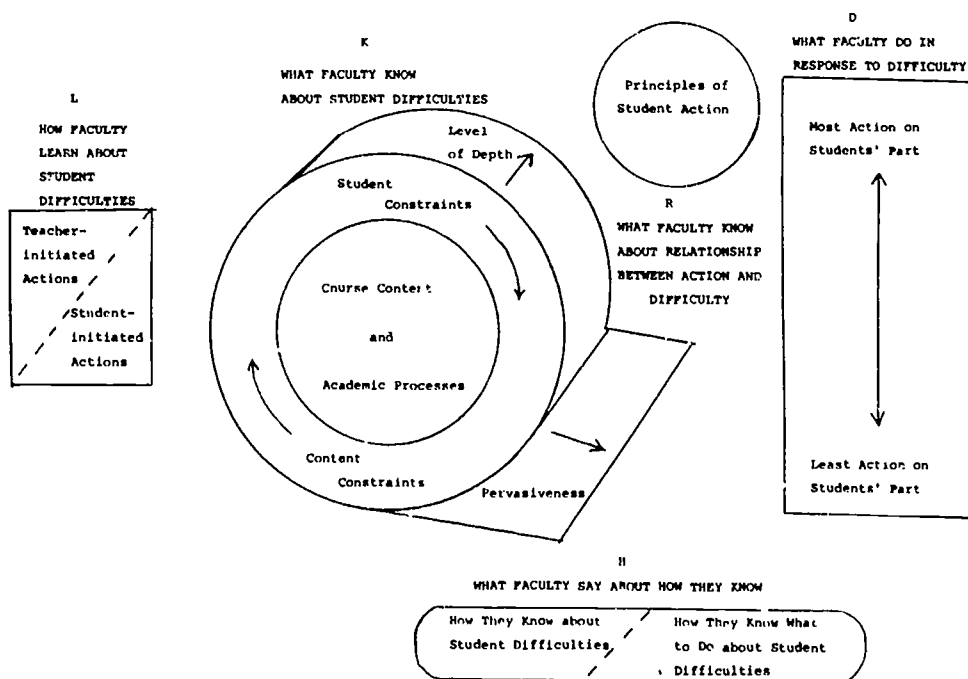 L
HOW FACULTY
LEARN ABOUT
STUDENT
DIFFICULTIES
Teacher-
initiated
Actions
Student-
initiated
Actions
K
WHAT FACULTY KNOW
ABOUT STUDENT DIFFICULTIES
Level
of Depth
Student
Constraints
Course Content
and
Academic Processes
Content
Constraints
Pervasiveness
Principles of
Student Action
R
WHAT FACULTY KNOW
ABOUT RELATIONSHIP
BETWEEN ACTION AND
DIFFICULTY
D
WHAT FACULTY DO IN
RESPONSE TO DIFFICULTY
Most Action on
Students' Part
Least Action on
Students' Part
H
WHAT FACULTY SAY ABOUT HOW THEY KNOW
How They Know about
Student Difficulties
How They Know What
to Do about Student
Difficulties